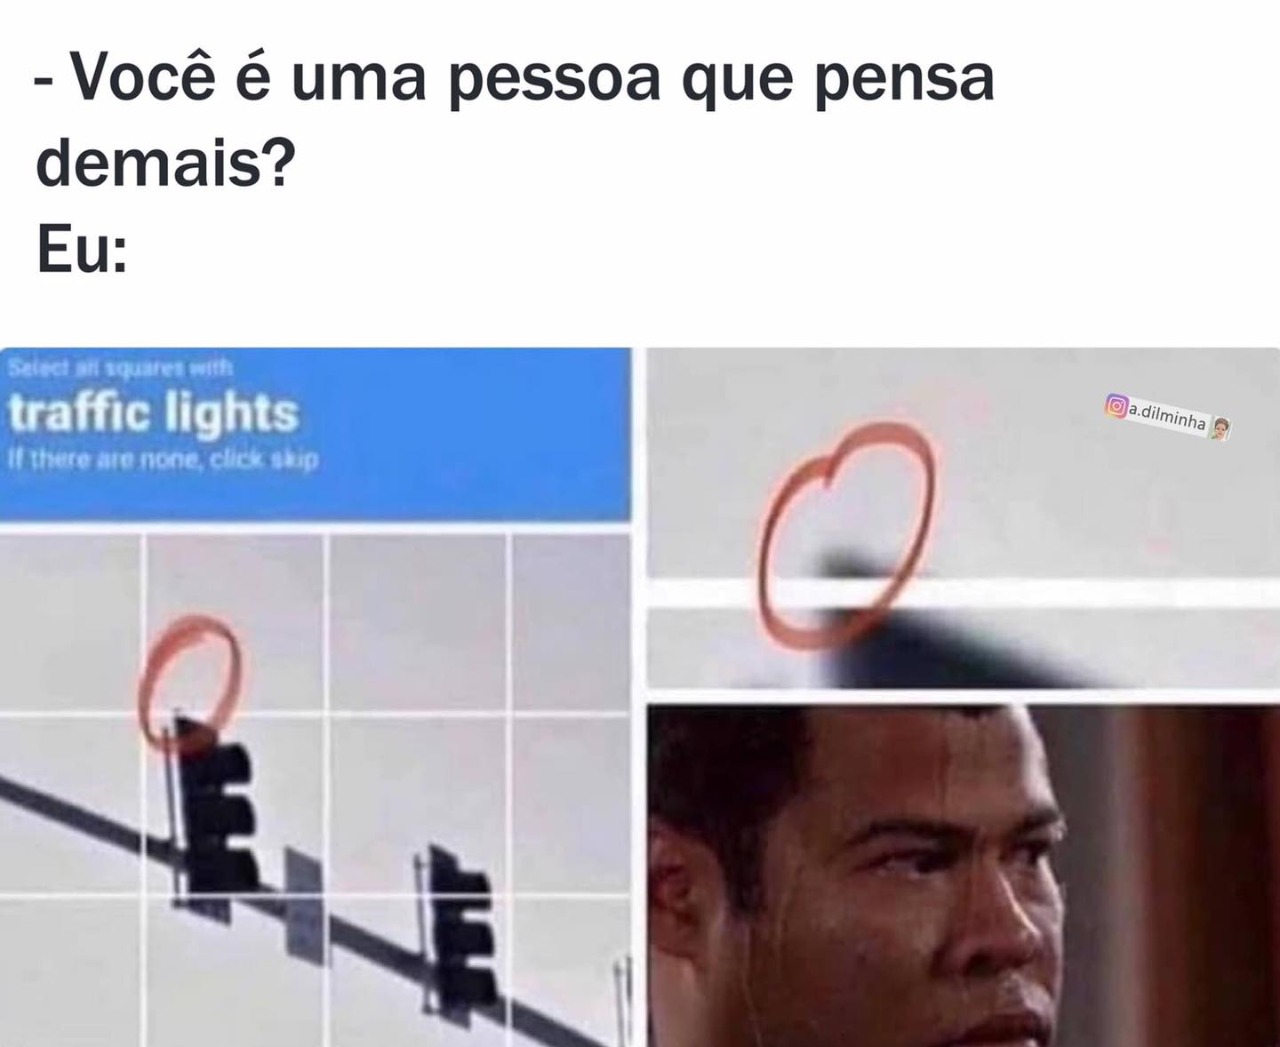 - Você é uma pessoa que pensa
demais?
Eu:
Select all squares with
traffic lights
If there are none, click skip
a.dilminha